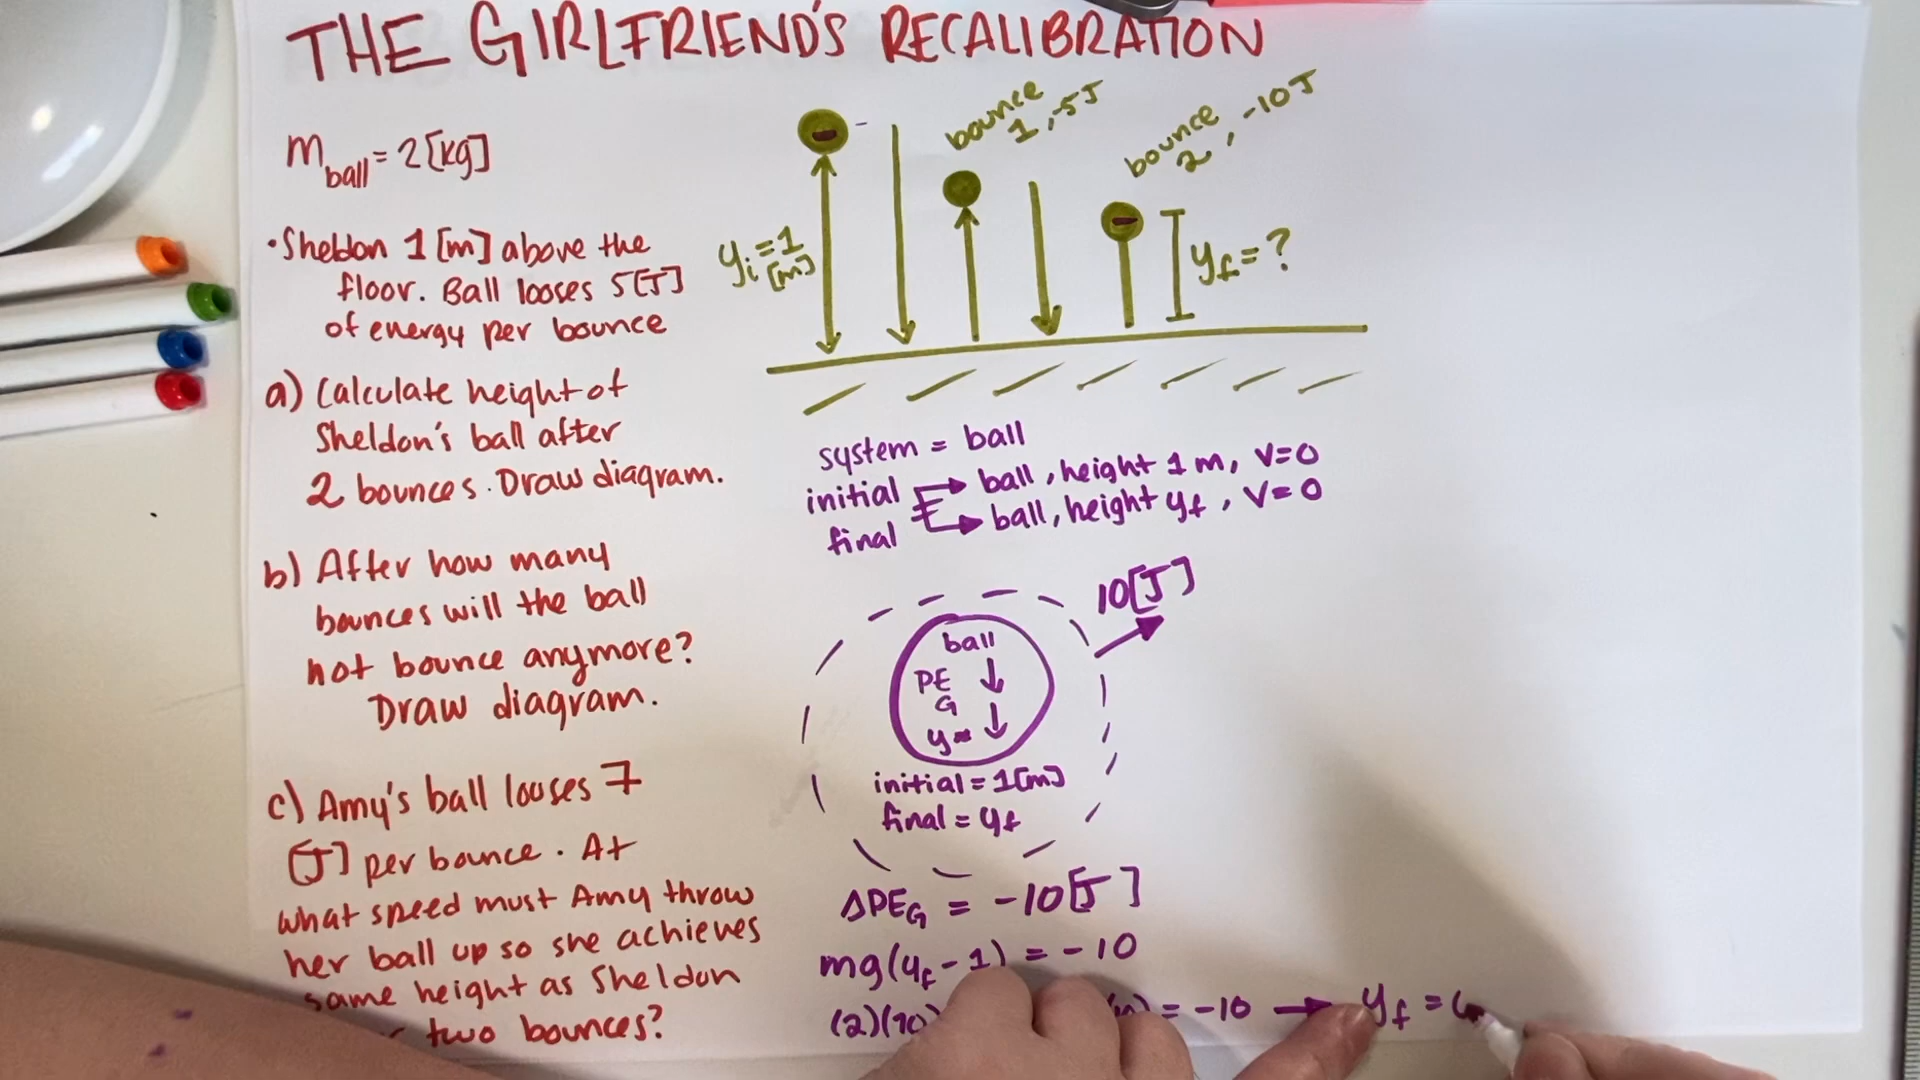 THE GIRLFRIEND'S RECALIBRATION
m ball = 2 [kg]
• Sheldon 1 [m] above the
floor. Ball looses 5[J]
of energy per bounce
a) Calculate height of
Sheldon's ball after
2 bounces. Draw diagram.
b) After how many
bounces will the ball
not bounce anymore?
Draw diagram.
c) Amy's ball looses 7
[J] per bounce. At
what speed must Amy throw
her ball up so she achieves
same height as Sheldon
two bounces?
bounce
1, -5J
bounce
2, -10J
yi = 1
[m]
yf = ?
system = ball
initial → ball, height 1 m, V=0
final → ball, height yf, V=0
10[J]
ball
PE ↓
G
y ↓
initial = 1[m]
final = yf
ΔPEG = -10[J]
mg(yf - 1) = -10
(2)(10) = -10 → yf =